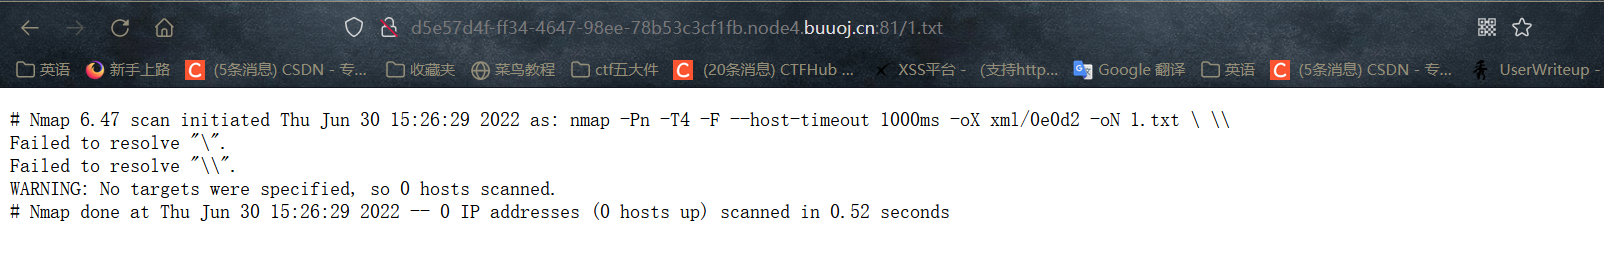 d5e57d4f-ff34-4647-98ee-78b53c3cf1fb.node4.buuoj.cn:81/1.txt
英语 新手上路 (5条消息) CSDN - 专... 收藏夹 菜鸟教程 ctf五大件 (20条消息) CTFHub ... XSS平台 - (支持http... Google 翻译 英语 (5条消息) CSDN - 专... UserWriteup -
# Nmap 6.47 scan initiated Thu Jun 30 15:26:29 2022 as: nmap -Pn -T4 -F --host-timeout 1000ms -oX xml/0e0d2 -oN 1.txt \ \\
Failed to resolve "\".
Failed to resolve "\\".
WARNING: No targets were specified, so 0 hosts scanned.
# Nmap done at Thu Jun 30 15:26:29 2022 -- 0 IP addresses (0 hosts up) scanned in 0.52 seconds